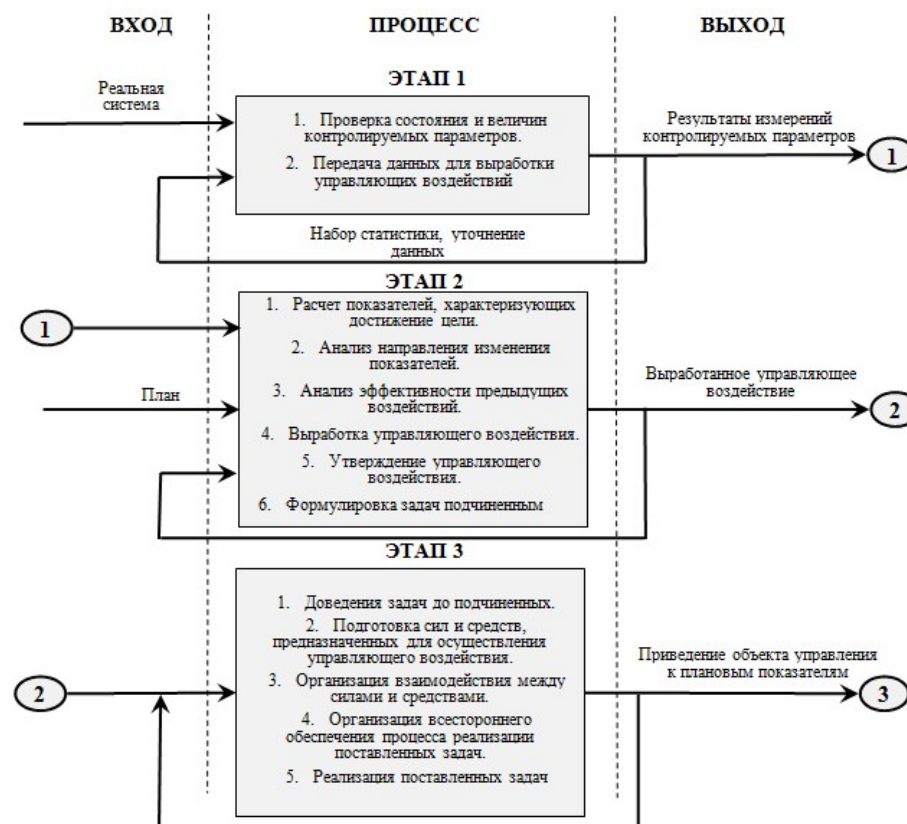 ВХОД ПРОЦЕСС ВЫХОД
ЭТАП 1
Реальная
система
1. Проверка состояния и величин
контролируемых параметров.
2. Передача данных для выработки
управляющих воздействий
Результаты измерений
контролируемых параметров
1
Набор статистики, уточнение
данных
ЭТАП 2
1
План
1. Расчет показателей, характеризующих
достижение цели.
2. Анализ направления изменения
показателей.
3. Анализ эффективности предыдущих
воздействий.
4. Выработка управляющего воздействия.
5. Утверждение управляющего
воздействия.
6. Формулировка задач подчиненным
Выработанное управляющее
воздействие
2
ЭТАП 3
2
1. Доведения задач до подчиненных.
2. Подготовка сил и средств,
предназначенных для осуществления
управляющего воздействия.
3. Организация взаимодействия между
силами и средствами.
4. Организация всестороннего
обеспечения процесса реализации
поставленных задач.
5. Реализация поставленных задач
Приведение объекта управления
к плановым показателям
3